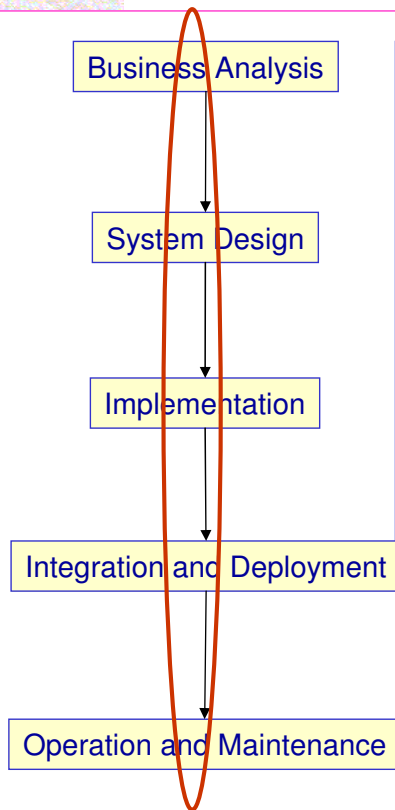 Business Analysis
System Design
Implementation
Integration and Deployment
Operation and Maintenance